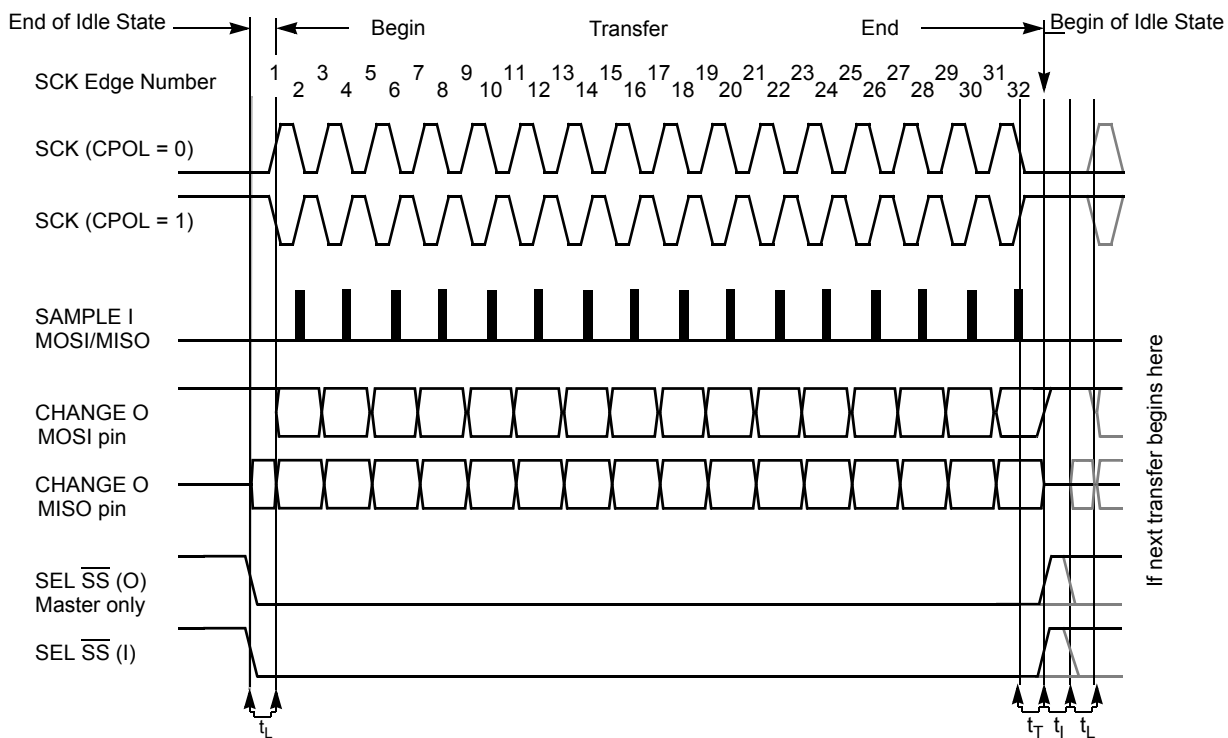 End of Idle State
Begin
Transfer
End
Begin of Idle State
SCK Edge Number
1 3 5 7 9 11 13 15 17 19 21 23 25 27 29 31
2 4 6 8 10 12 14 16 18 20 22 24 26 28 30 32
SCK (CPOL = 0)
SCK (CPOL = 1)
SAMPLE I
MOSI/MISO
CHANGE O
MOSI pin
CHANGE O
MISO pin
SEL S̅S̅ (O)
Master only
SEL S̅S̅ (I)
tL
tT tI tL
If next transfer begins here